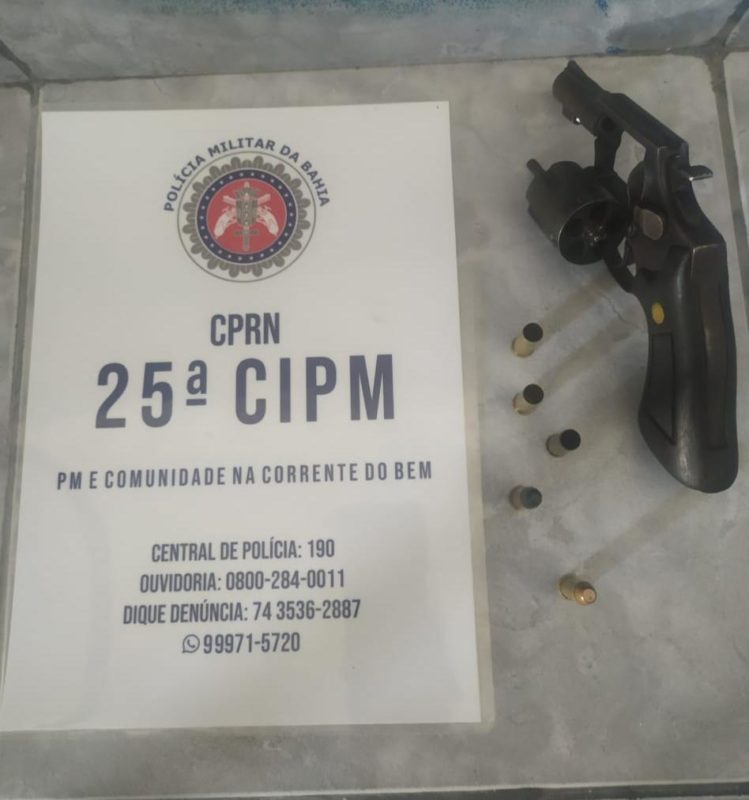 POLÍCIA MILITAR DA BAHIA
CPRN
25ª CIPM
PM E COMUNIDADE NA CORRENTE DO BEM
CENTRAL DE POLÍCIA: 190
OUVIDORIA: 0800-284-0011
DIQUE DENÚNCIA: 74 3536-2887
99971-5720